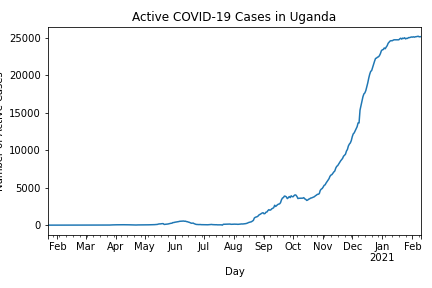 Active COVID-19 Cases in Uganda
25000
20000
15000
10000
5000
0
Feb Mar Apr May Jun Jul Aug Sep Oct Nov Dec Jan Feb
2021
Day